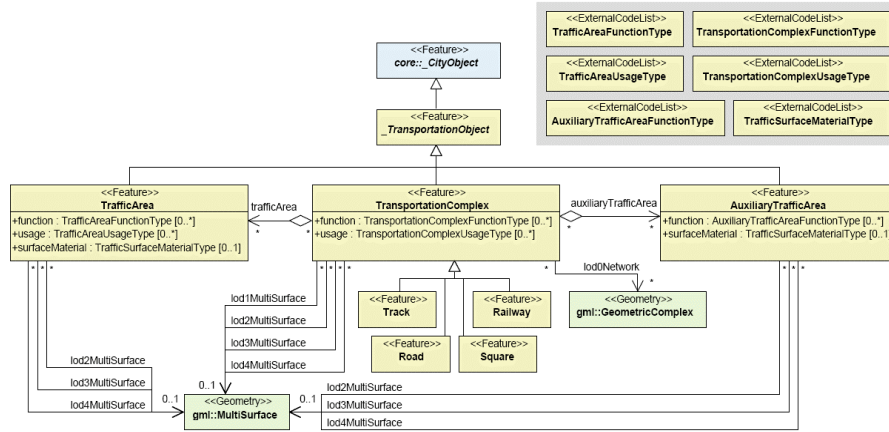 <<ExternalCodeList>>
TrafficAreaFunctionType
<<ExternalCodeList>>
TransportationComplexFunctionType
<<Feature>>
core::_CityObject
<<ExternalCodeList>>
TrafficAreaUsageType
<<ExternalCodeList>>
TransportationComplexUsageType
<<Feature>>
_TransportationObject
<<ExternalCodeList>>
AuxiliaryTrafficAreaFunctionType
<<ExternalCodeList>>
TrafficSurfaceMaterialType
<<Feature>>
TrafficArea
+function : TrafficAreaFunctionType [0..*]
+usage : TrafficAreaUsageType [0..*]
+surfaceMaterial : TrafficSurfaceMaterialType [0..1]
trafficArea
* *
<<Feature>>
TransportationComplex
+function : TransportationComplexFunctionType [0..*]
+usage : TransportationComplexUsageType [0..*]
auxiliaryTrafficArea
* *
<<Feature>>
AuxiliaryTrafficArea
+function : AuxiliaryTrafficAreaFunctionType [0..*]
+surfaceMaterial : TrafficSurfaceMaterialType [0..1]
* * *
* * * *
*
* * *
lod0Network
*
lod1MultiSurface
lod2MultiSurface
lod3MultiSurface
lod4MultiSurface
<<Feature>>
Track
<<Feature>>
Railway
<<Feature>>
Road
<<Feature>>
Square
<<Geometry>>
gml::GeometricComplex
lod2MultiSurface
lod3MultiSurface
lod4MultiSurface
0..1
0..1
0..1
<<Geometry>>
gml::MultiSurface
lod2MultiSurface
lod3MultiSurface
lod4MultiSurface